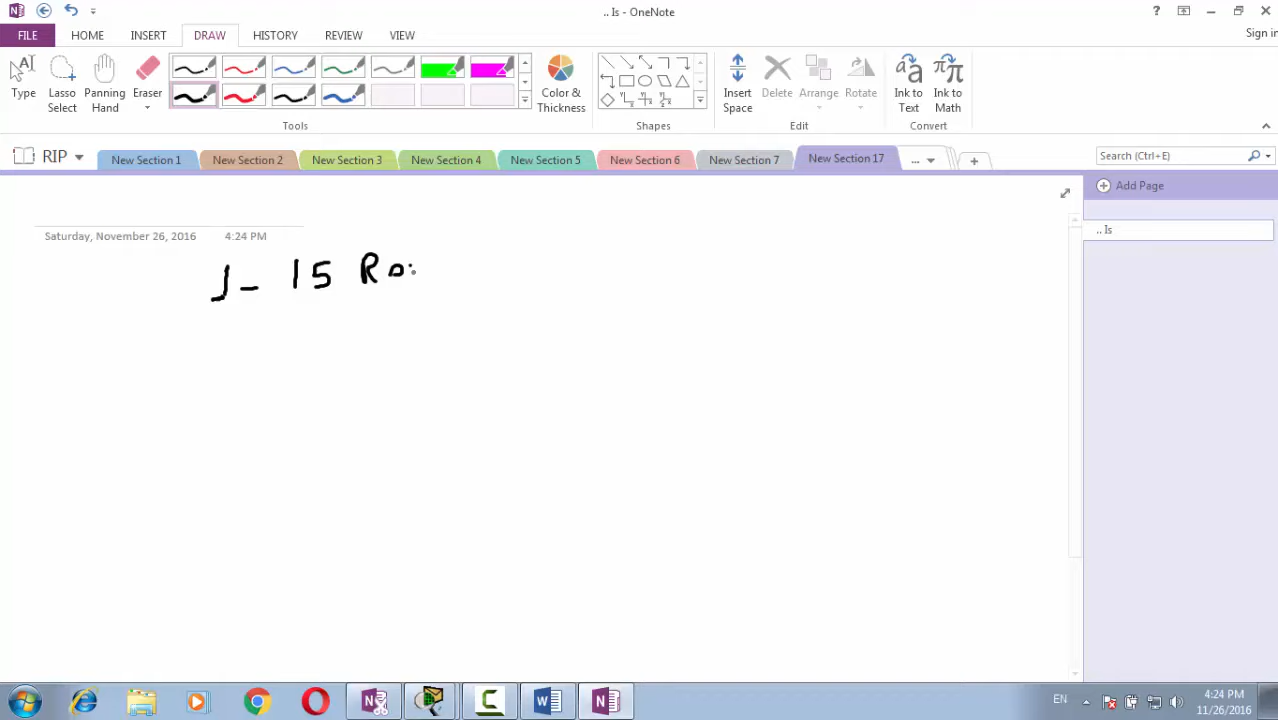 .. Is - OneNote
Sign in
FILE HOME INSERT DRAW HISTORY REVIEW VIEW
Type
Lasso Select
Panning Hand
Eraser
Color & Thickness
Insert Space
Delete
Arrange
Rotate
Ink to Text
Ink to Math
Tools
Shapes
Edit
Convert
RIP
New Section 1 New Section 2 New Section 3 New Section 4 New Section 5 New Section 6 New Section 7 New Section 17 ...
Search (Ctrl+E)
Add Page
.. Is
Saturday, November 26, 2016 4:24 PM
J- 15 Ro
EN
4:24 PM
11/26/2016